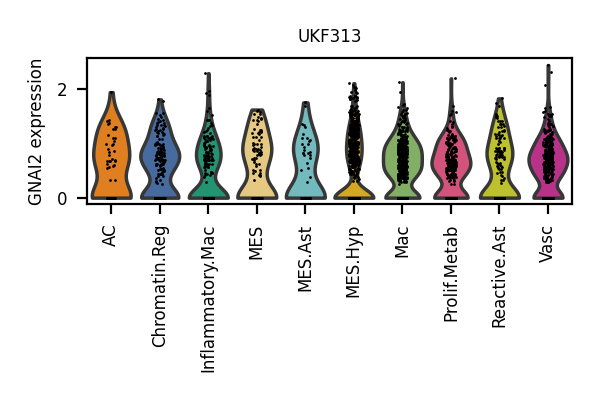 UKF313
GNAI2 expression
2
0
AC
Chromatin.Reg
Inflammatory.Mac
MES
MES.Ast
MES.Hyp
Mac
Prolif.Metab
Reactive.Ast
Vasc